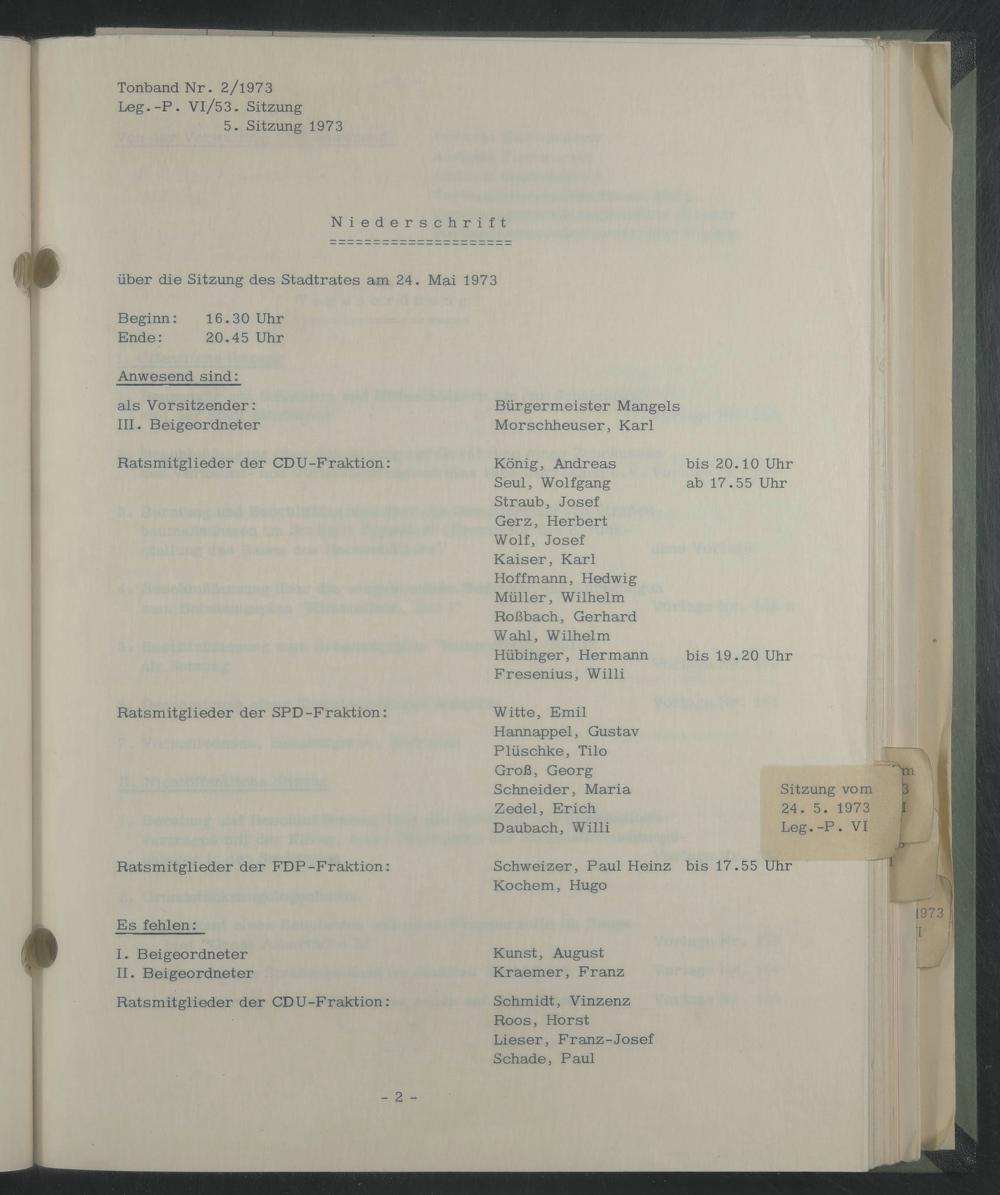 Tonband Nr. 2/1973
Leg.-P. VI/53. Sitzung
5. Sitzung 1973
Niederschrift
=====================
über die Sitzung des Stadtrates am 24. Mai 1973
Beginn: 16.30 Uhr
Ende: 20.45 Uhr
Anwesend sind:
als Vorsitzender: Bürgermeister Mangels
III. Beigeordneter Morschheuser, Karl
Ratsmitglieder der CDU-Fraktion: König, Andreas bis 20.10 Uhr
Seul, Wolfgang ab 17.55 Uhr
Straub, Josef
Gerz, Herbert
Wolf, Josef
Kaiser, Karl
Hoffmann, Hedwig
Müller, Wilhelm
Roßbach, Gerhard
Wahl, Wilhelm
Hübinger, Hermann bis 19.20 Uhr
Fresenius, Willi
Ratsmitglieder der SPD-Fraktion: Witte, Emil
Hannappel, Gustav
Plüschke, Tilo
Groß, Georg
Schneider, Maria
Zedel, Erich
Daubach, Willi
Sitzung vom
24. 5. 1973
Leg.-P. VI
Ratsmitglieder der FDP-Fraktion: Schweizer, Paul Heinz bis 17.55 Uhr
Kochem, Hugo
Es fehlen:
I. Beigeordneter Kunst, August
II. Beigeordneter Kraemer, Franz
Ratsmitglieder der CDU-Fraktion: Schmidt, Vinzenz
Roos, Horst
Lieser, Franz-Josef
Schade, Paul
- 2 -
1973